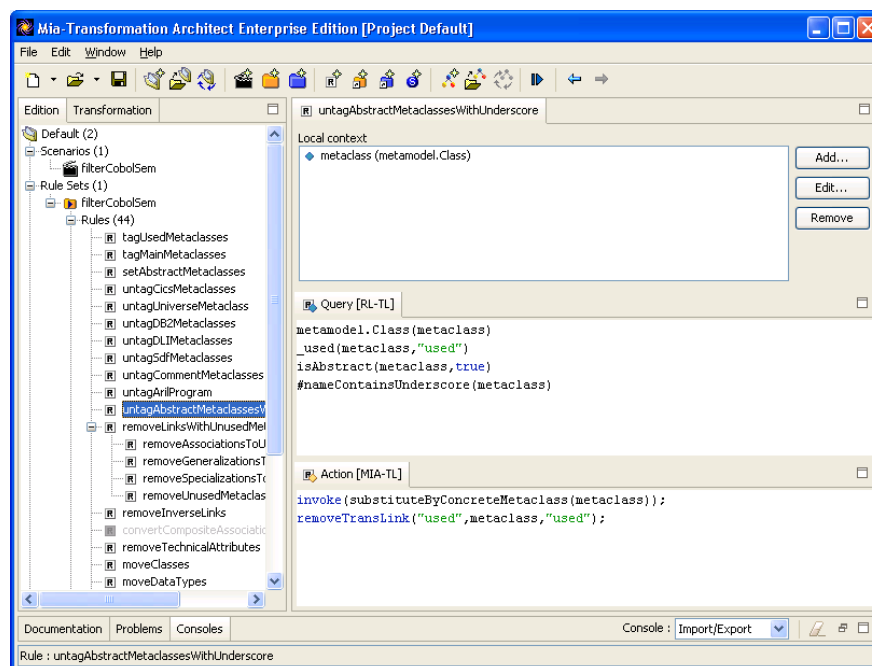 Mia-Transformation Architect Enterprise Edition [Project Default]
File Edit Window Help
Edition Transformation
Default (2)
Scenarios (1)
filterCobolSem
Rule Sets (1)
filterCobolSem
Rules (44)
R tagUsedMetaclasses
R tagMainMetaclasses
R setAbstractMetaclasses
R untagCicsMetaclasses
R untagUniverseMetaclass
R untagDB2Metaclasses
R untagDLIMetaclasses
R untagSdfMetaclasses
R untagCommentMetaclasses
R untagArilProgram
R untagAbstractMetaclassesW
R removeLinksWithUnusedMe
R removeAssociationsToU
R removeGeneralizationsT
R removeSpecializationsTo
R removeUnusedMetaclas
R removeInverseLinks
R convertCompositeAssociatio
R removeTechnicalAttributes
R moveClasses
R moveDataTypes
R untagAbstractMetaclassesWithUnderscore
Local context
metaclass (metamodel.Class)
Add...
Edit...
Remove
R Query [RL-TL]
metamodel.Class(metaclass)
_used(metaclass,"used")
isAbstract(metaclass,true)
#nameContainsUnderscore(metaclass)
R Action [MIA-TL]
invoke(substituteByConcreteMetaclass(metaclass));
removeTransLink("used",metaclass,"used");
Documentation Problems Consoles
Console : Import/Export
Rule : untagAbstractMetaclassesWithUnderscore